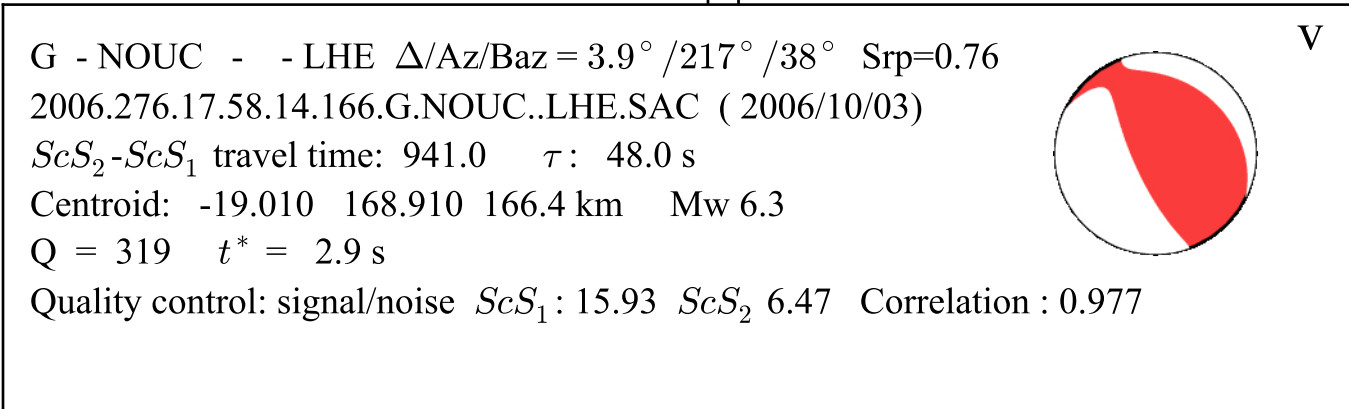 G - NOUC - - LHE Δ/Az/Baz = 3.9° /217° /38° Srp=0.76
V
2006.276.17.58.14.166.G.NOUC..LHE.SAC ( 2006/10/03)
ScS₂-ScS₁ travel time: 941.0 τ : 48.0 s
Centroid: -19.010 168.910 166.4 km Mw 6.3
Q = 319 t* = 2.9 s
Quality control: signal/noise ScS₁ : 15.93 ScS₂ 6.47 Correlation : 0.977